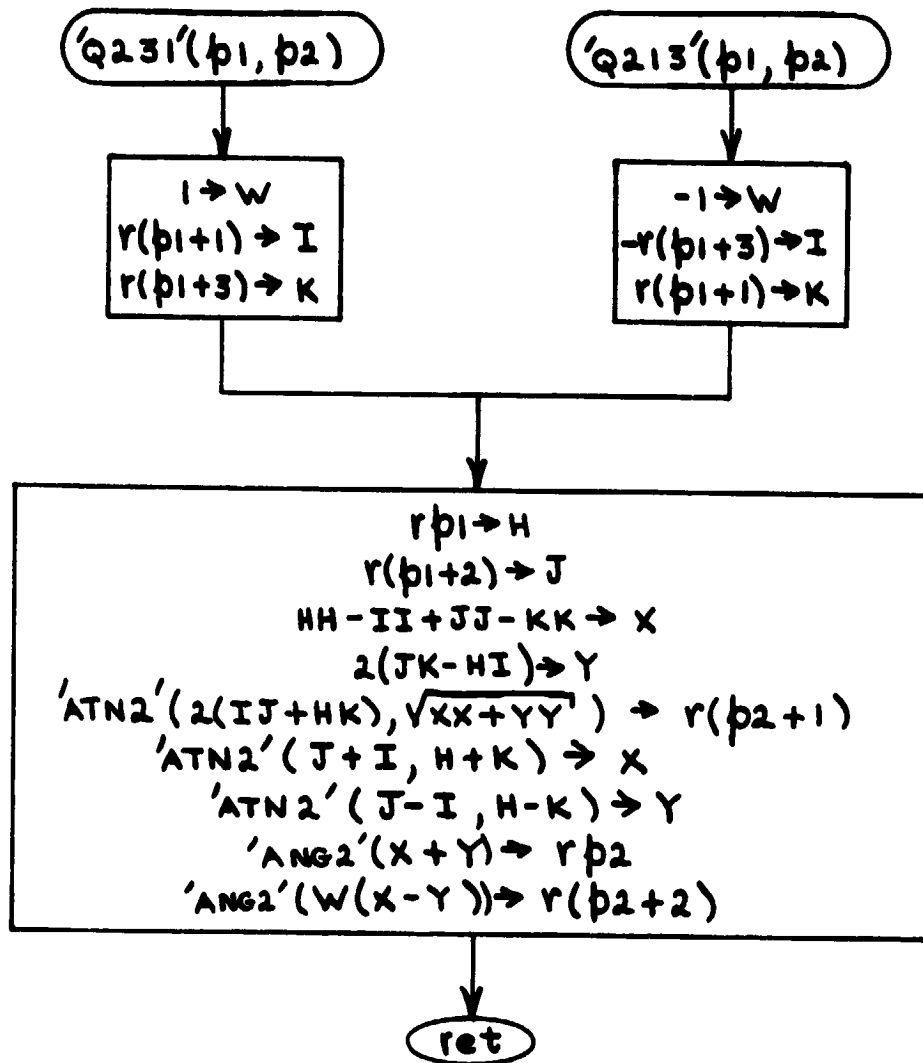 'Q231'(p1, p2)
1→W
r(p1+1)→I
r(p1+3)→K
'Q213'(p1, p2)
-1→W
-r(p1+3)→I
r(p1+1)→K
rp1→H
r(p1+2)→J
HH-II+JJ-KK→X
2(JK-HI)→Y
'ATN2'(2(IJ+HK), √XX+YY) → r(p2+1)
'ATN2'(J+I, H+K) → X
'ATN2'(J-I, H-K)→Y
'ANG2'(X+Y)→rp2
'ANG2'(W(X-Y))→r(p2+2)
ret